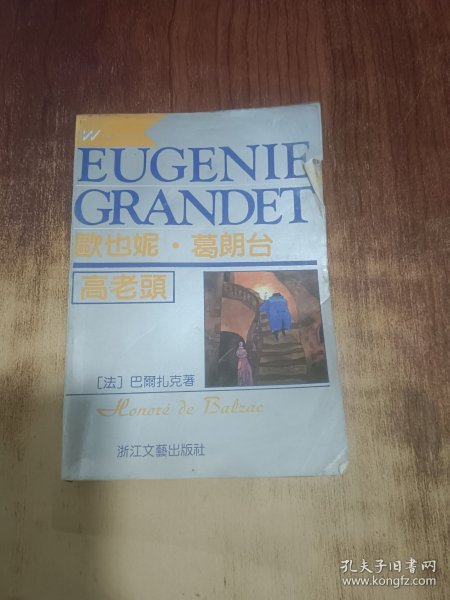 W
EUGENIE
GRANDET
歐也妮·葛朗台
高老頭
[法] 巴爾扎克著
Honoré de Balzac
浙江文藝出版社
孔夫子旧书网
www.kongfz.com